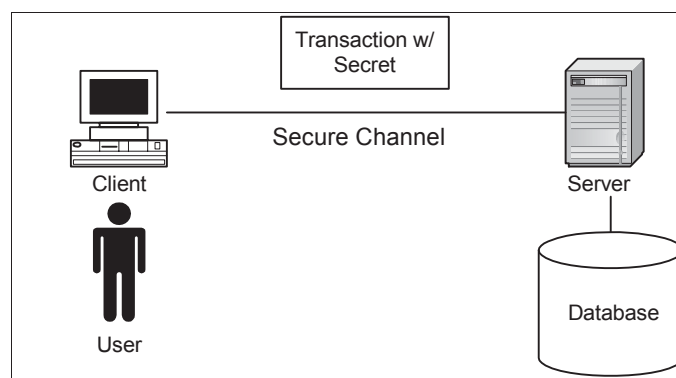 Transaction w/
Secret
Secure Channel
Client
Server
Database
User